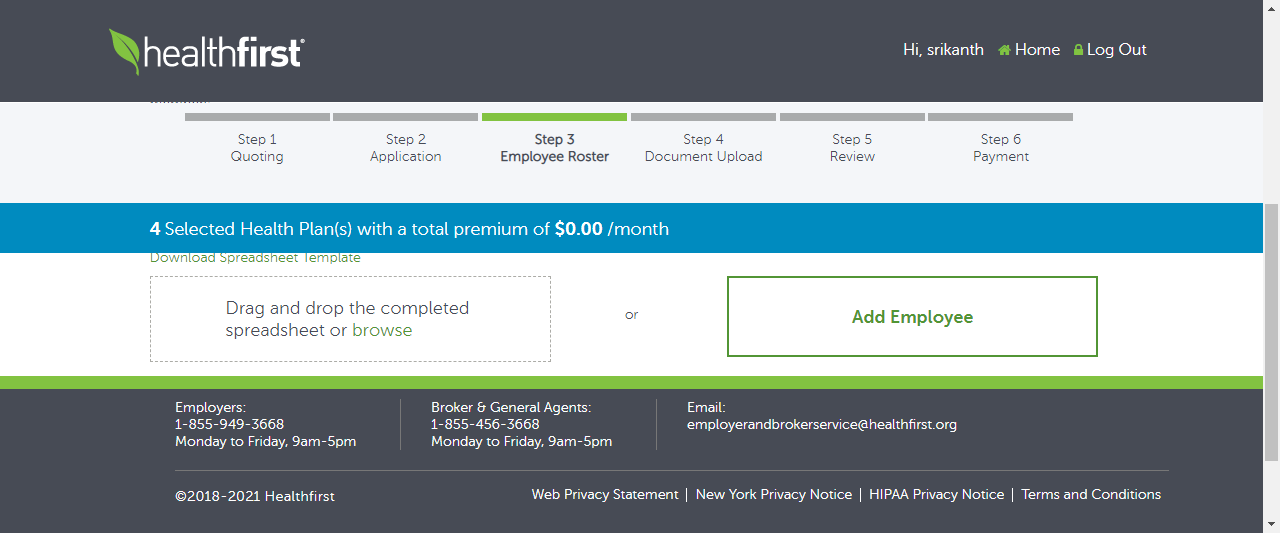 healthfirst®
Hi, srikanth Home Log Out
Step 1 Step 2 Step 3 Step 4 Step 5 Step 6
Quoting Application Employee Roster Document Upload Review Payment
4 Selected Health Plan(s) with a total premium of $0.00 /month
Download Spreadsheet Template
Drag and drop the completed
spreadsheet or browse
or
Add Employee
Employers:
1-855-949-3668
Monday to Friday, 9am-5pm
Broker & General Agents:
1-855-456-3668
Monday to Friday, 9am-5pm
Email:
employerandbrokerservice@healthfirst.org
©2018-2021 Healthfirst
Web Privacy Statement | New York Privacy Notice | HIPAA Privacy Notice | Terms and Conditions